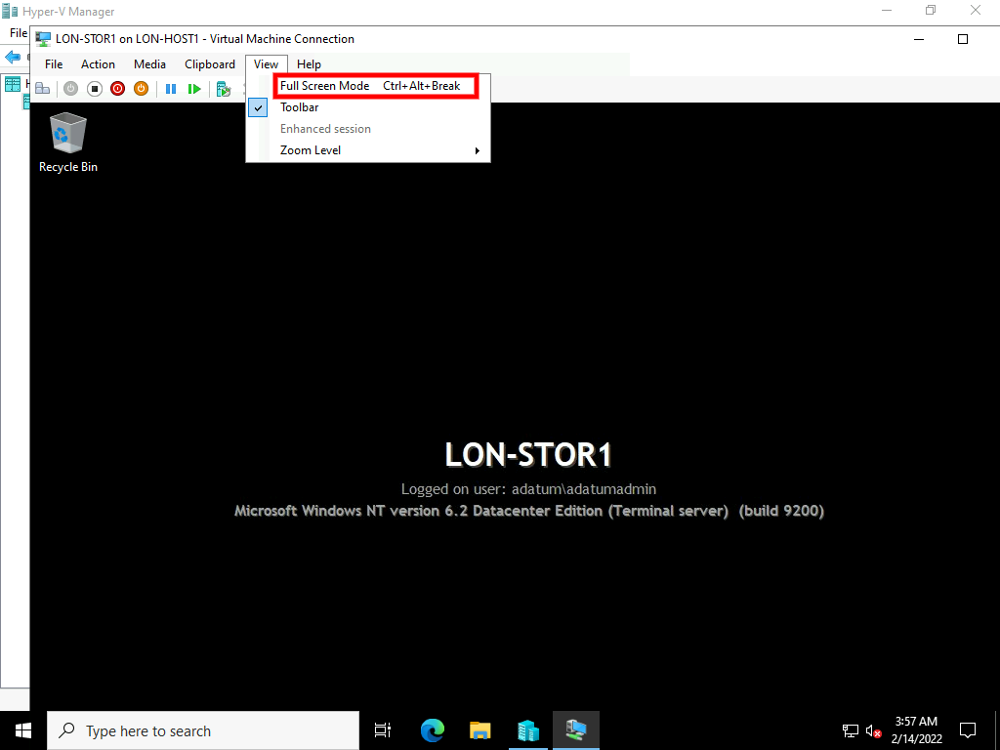 Hyper-V Manager
File
LON-STOR1 on LON-HOST1 - Virtual Machine Connection
File Action Media Clipboard View Help
Full Screen Mode Ctrl+Alt+Break
Toolbar
Enhanced session
Zoom Level
Recycle Bin
LON-STOR1
Logged on user: adatum\adatumadmin
Microsoft Windows NT version 6.2 Datacenter Edition (Terminal server) (build 9200)
Type here to search
3:57 AM
2/14/2022